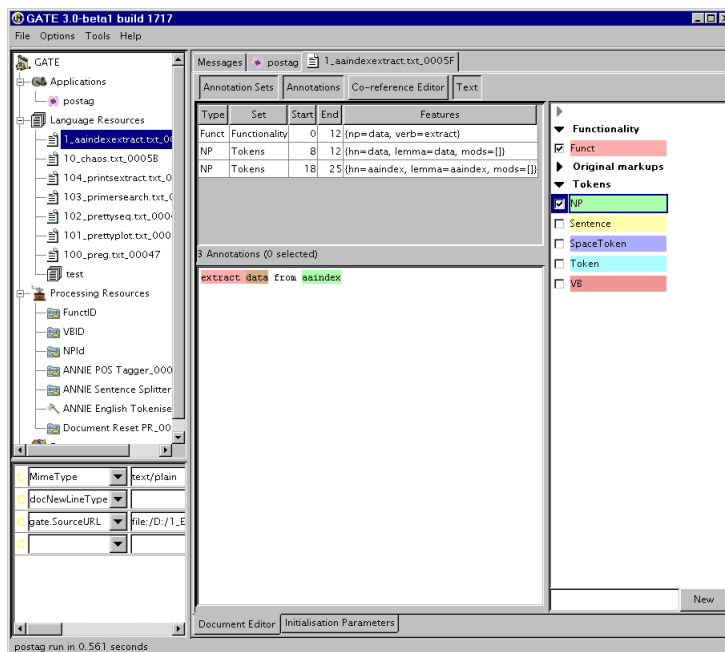 GATE 3.0-beta1 build 1717
File Options Tools Help
GATE
Applications
postag
Language Resources
1_aaindexextract.txt_00
10_chaos.txt_0005B
104_printsextract.txt_0
103_primersearch.txt_
102_prettyseq.txt_000
101_prettyplot.txt_000
100_preg.txt_00047
test
Processing Resources
FunctID
VBID
NPId
ANNIE POS Tagger_000
ANNIE Sentence Splitter
ANNIE English Tokenise
Document Reset PR_00
MimeType text/plain
docNewLineType
gate.SourceURL file:/D:/1_E
Messages postag 1_aaindexextract.txt_0005F
Annotation Sets Annotations Co-reference Editor Text
Type Set Start End Features
Funct Functionality 0 12 {np=data, verb=extract}
NP Tokens 8 12 {hn=data, lemma=data, mods=[]}
NP Tokens 18 25 {hn=aaindex, lemma=aaindex, mods=[]}
3 Annotations (0 selected)
extract data from aaindex
Functionality
Funct
Original markups
Tokens
NP
Sentence
SpaceToken
Token
VB
New
Document Editor Initialisation Parameters
postag run in 0.561 seconds